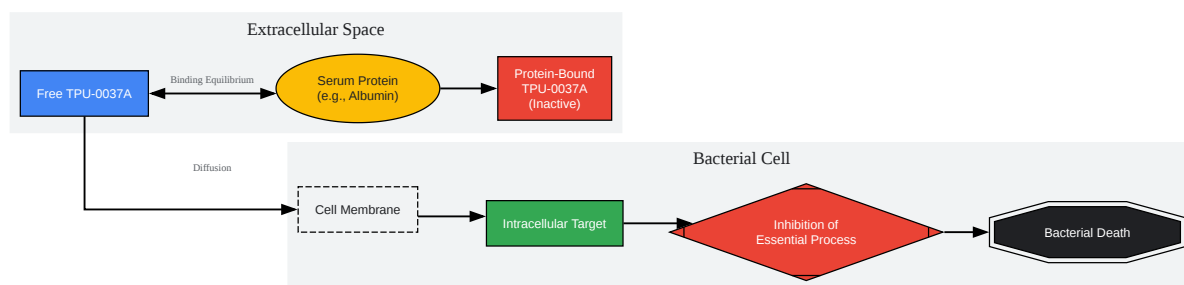 Extracellular Space
Free TPU-0037A
Binding Equilibrium
Serum Protein
(e.g., Albumin)
Protein-Bound
TPU-0037A
(Inactive)
Diffusion
Bacterial Cell
Cell Membrane
Intracellular Target
Inhibition of
Essential Process
Bacterial Death